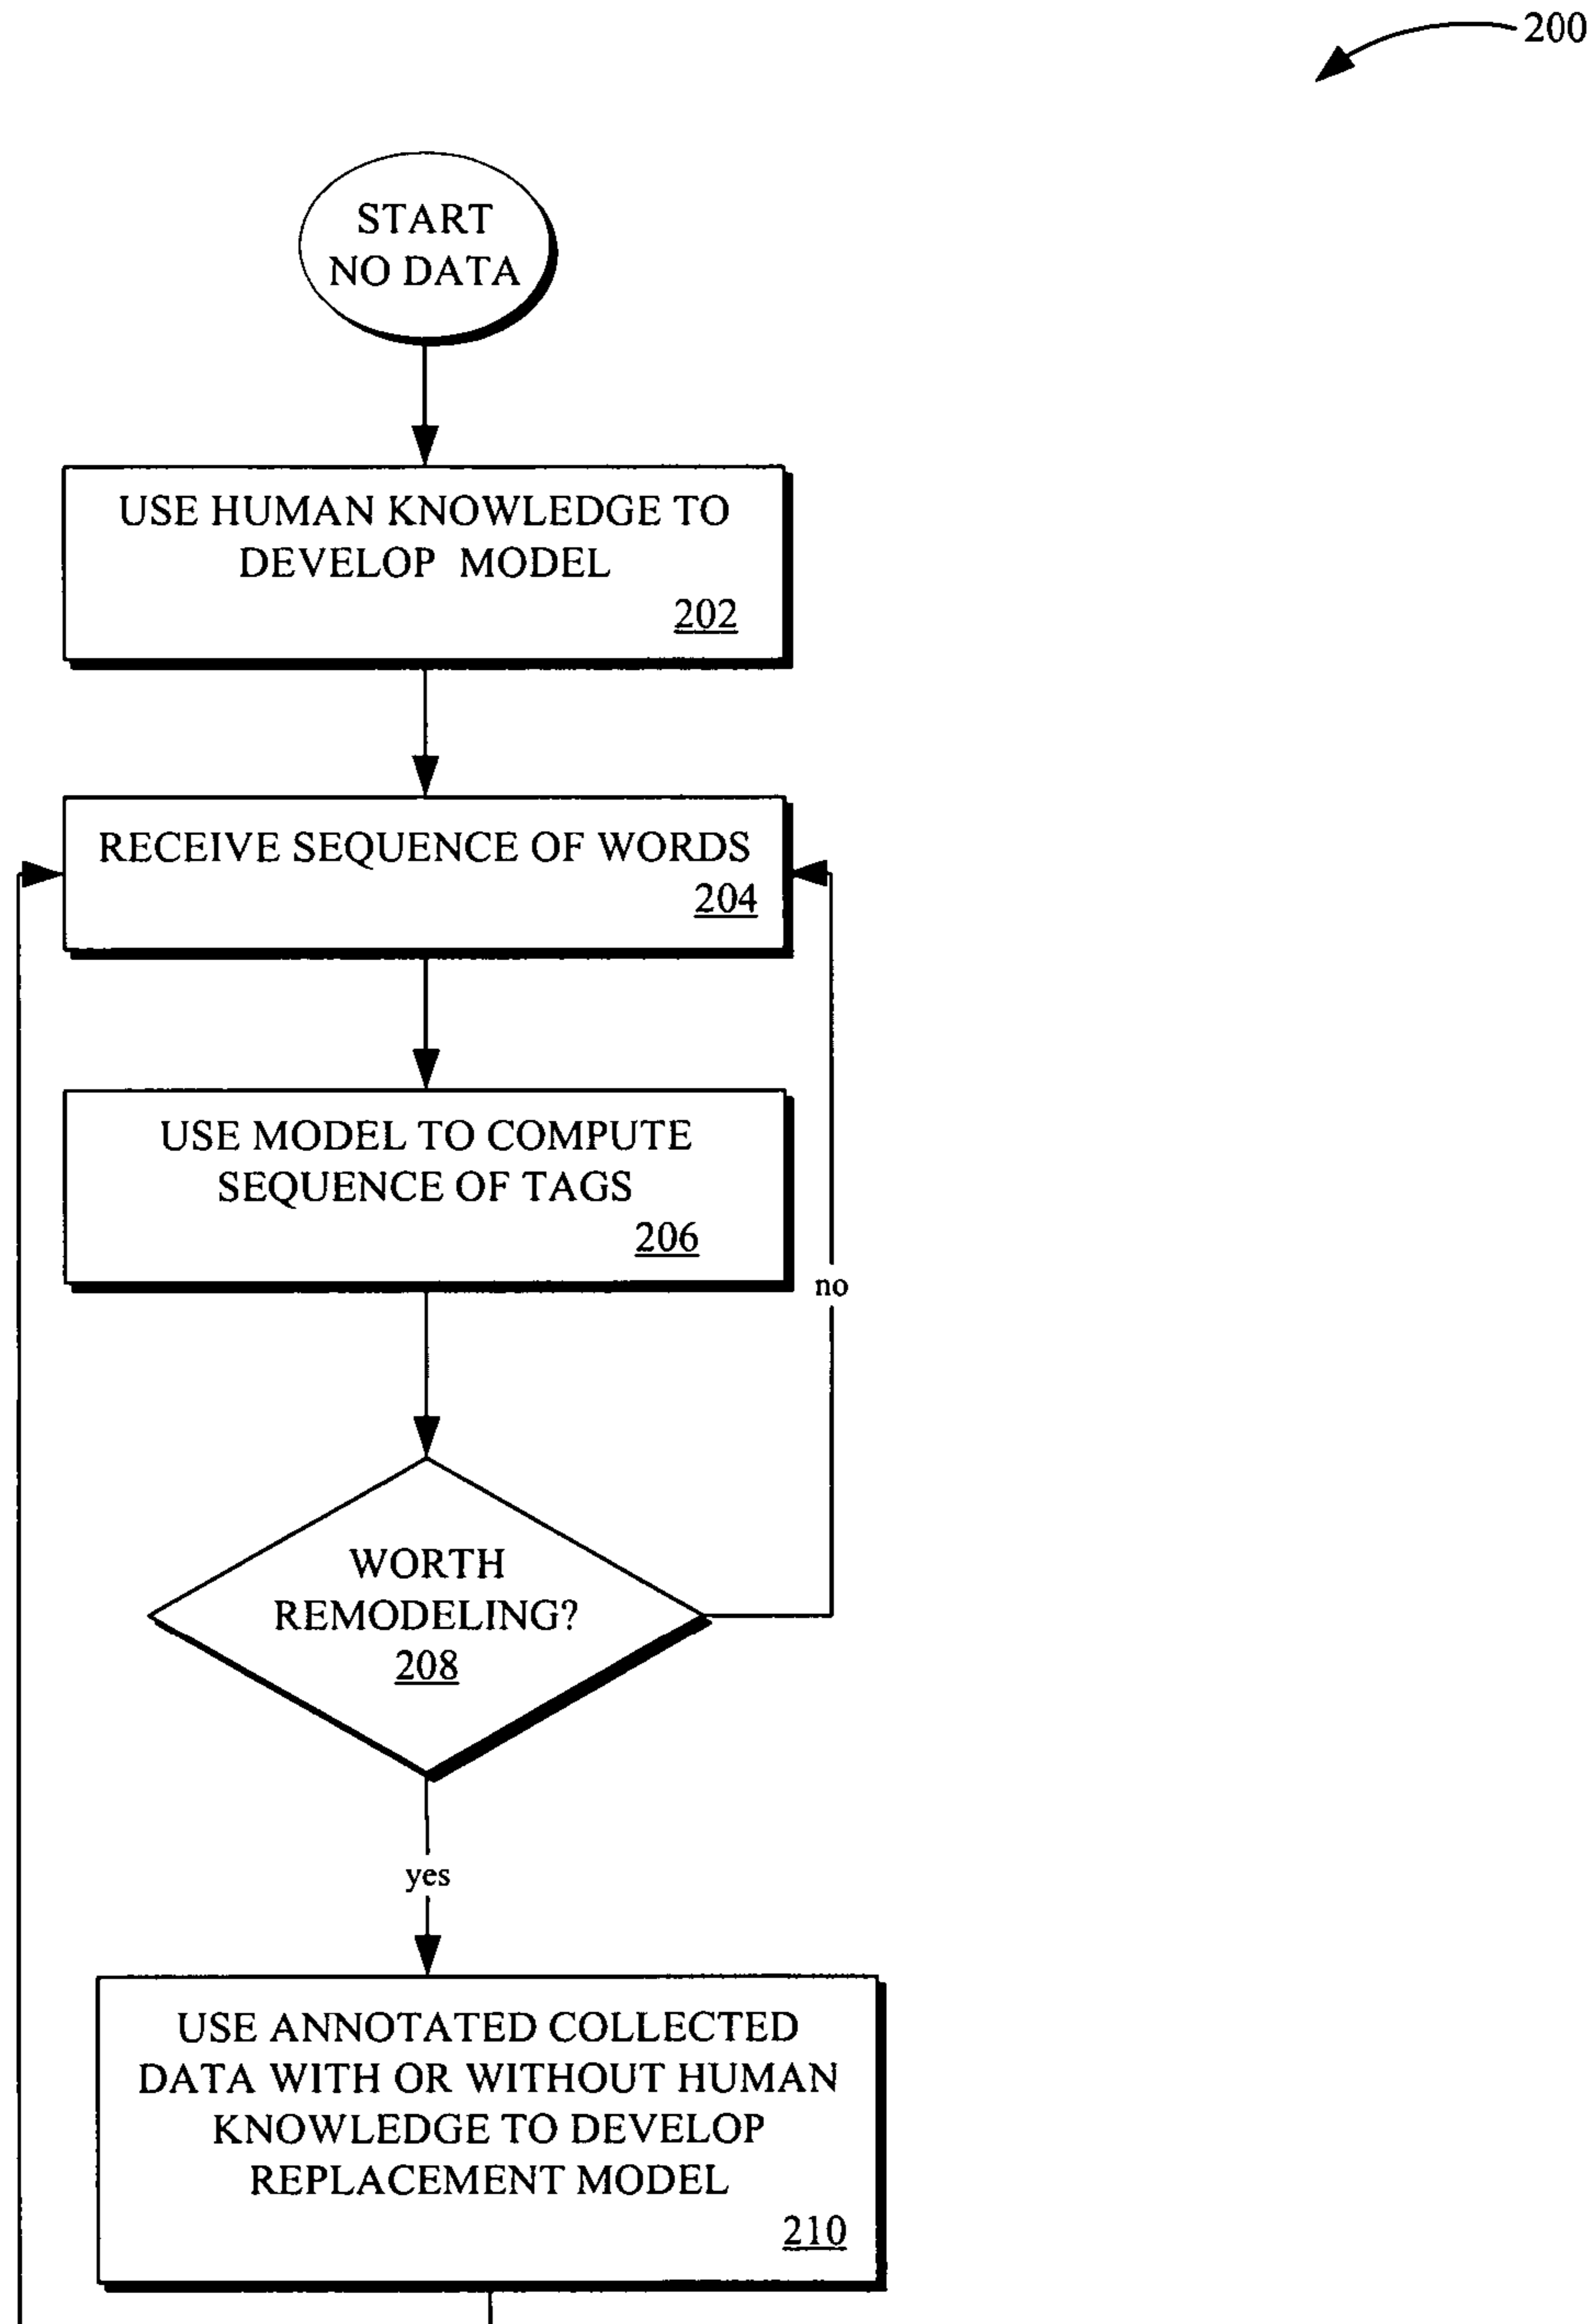 200
START
NO DATA
USE HUMAN KNOWLEDGE TO
DEVELOP MODEL
202
RECEIVE SEQUENCE OF WORDS
204
USE MODEL TO COMPUTE
SEQUENCE OF TAGS
206
no
WORTH
REMODELING?
208
yes
USE ANNOTATED COLLECTED
DATA WITH OR WITHOUT HUMAN
KNOWLEDGE TO DEVELOP
REPLACEMENT MODEL
210